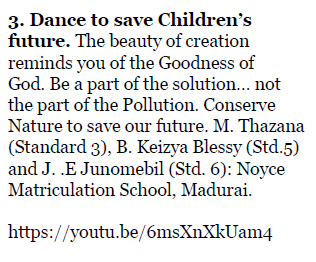 3. Dance to save Children’s
future. The beauty of creation
reminds you of the Goodness of
God. Be a part of the solution… not
the part of the Pollution. Conserve
Nature to save our future. M. Thazana
(Standard 3), B. Keizya Blessy (Std.5)
and J. .E Junomebil (Std. 6): Noyce
Matriculation School, Madurai.
https://youtu.be/6msXnXkUam4